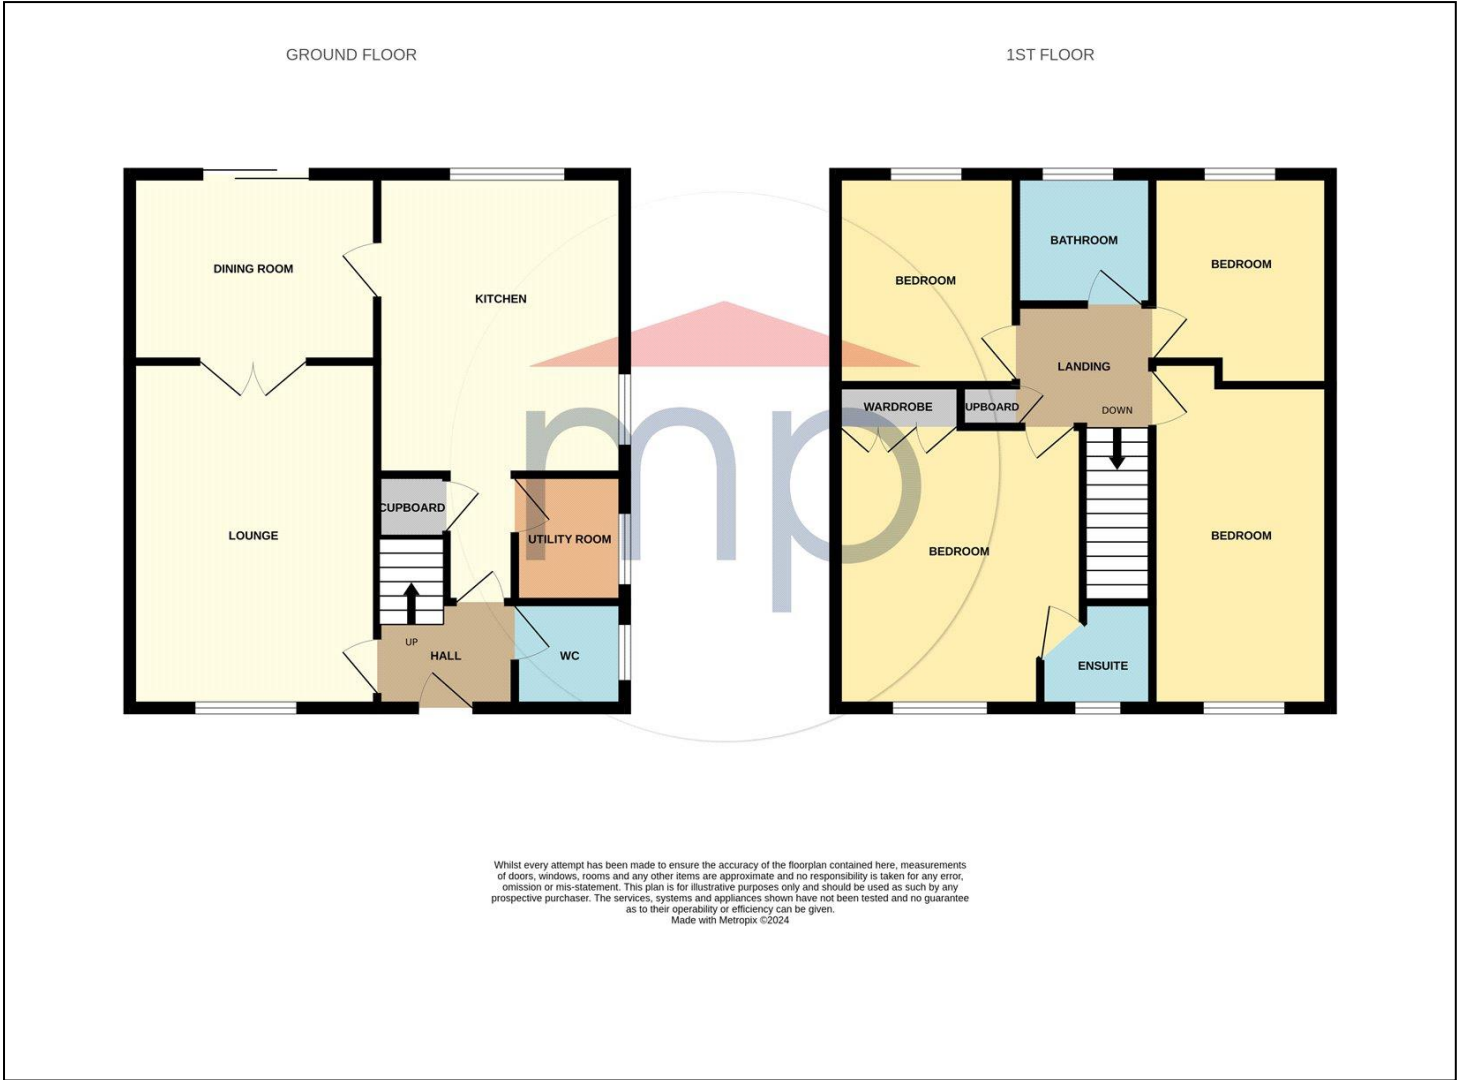 GROUND FLOOR
1ST FLOOR
DINING ROOM
KITCHEN
CUPBOARD
LOUNGE
UTILITY ROOM
UP
HALL
WC
BEDROOM
BATHROOM
BEDROOM
LANDING
WARDROBE
UPBOARD
DOWN
BEDROOM
BEDROOM
ENSUITE
mp
Whilst every attempt has been made to ensure the accuracy of the floorplan contained here, measurements
of doors, windows, rooms and any other items are approximate and no responsibility is taken for any error,
omission or mis-statement. This plan is for illustrative purposes only and should be used as such by any
prospective purchaser. The services, systems and appliances shown have not been tested and no guarantee
as to their operability or efficiency can be given.
Made with Metropix ©2024